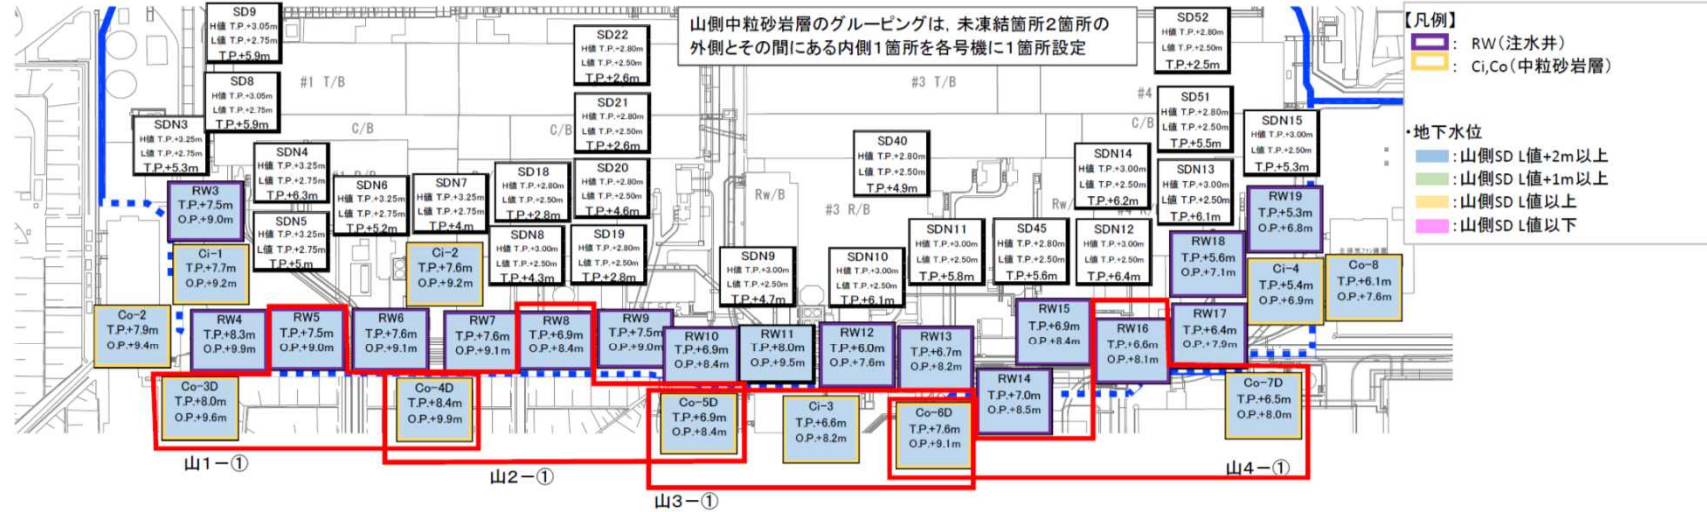 山側中粒砂岩層のグルーピングは，未凍結箇所2箇所の
外側とその間にある内側1箇所を各号機に1箇所設定
【凡例】
： RW（注水井）
： Ci,Co（中粒砂岩層）
・地下水位
：山側SD L値+2m以上
：山側SD L値+1m以上
：山側SD L値以上
：山側SD L値以下
SD9
H値 T.P.+3.05m
L値 T.P.+2.75m
T.P.+5.9m
SD8
H値 T.P.+3.05m
L値 T.P.+2.75m
T.P.+5.9m
SDN3
H値 T.P.+3.25m
L値 T.P.+2.75m
T.P.+5.3m
SDN4
H値 T.P.+3.25m
L値 T.P.+2.75m
T.P.+6.3m
SDN5
H値 T.P.+3.25m
L値 T.P.+2.75m
T.P.+5.m
SDN6
H値 T.P.+3.25m
L値 T.P.+2.75m
T.P.+5.2m
SDN7
H値 T.P.+3.25m
L値 T.P.+2.75m
T.P.+4.m
SD18
H値 T.P.+2.80m
L値 T.P.+2.50m
T.P.+2.8m
SDN8
H値 T.P.+3.00m
L値 T.P.+2.50m
T.P.+4.3m
SD22
H値 T.P.+2.80m
L値 T.P.+2.50m
T.P.+2.6m
SD21
H値 T.P.+2.80m
L値 T.P.+2.50m
T.P.+2.6m
SD20
H値 T.P.+2.80m
L値 T.P.+2.50m
T.P.+4.6m
SD19
H値 T.P.+2.80m
L値 T.P.+2.50m
T.P.+2.8m
SDN9
H値 T.P.+3.00m
L値 T.P.+2.50m
T.P.+4.7m
SD40
H値 T.P.+2.80m
L値 T.P.+2.50m
T.P.+4.9m
SDN10
H値 T.P.+3.00m
L値 T.P.+2.50m
T.P.+6.1m
SDN11
H値 T.P.+3.00m
L値 T.P.+2.50m
T.P.+5.8m
SD45
H値 T.P.+2.80m
L値 T.P.+2.50m
T.P.+5.6m
SDN12
H値 T.P.+3.00m
L値 T.P.+2.50m
T.P.+6.4m
SDN14
H値 T.P.+3.00m
L値 T.P.+2.50m
T.P.+6.2m
SD52
H値 T.P.+2.80m
L値 T.P.+2.50m
T.P.+2.5m
SD51
H値 T.P.+2.80m
L値 T.P.+2.50m
T.P.+5.5m
SDN13
H値 T.P.+3.00m
L値 T.P.+2.50m
T.P.+6.1m
SDN15
H値 T.P.+3.00m
L値 T.P.+2.50m
T.P.+5.3m
#1 T/B
C/B
C/B
#3 T/B
#4
C/B
Rw/B
#3 R/B
Rw/
RW3
T.P.+7.5m
O.P.+9.0m
Ci-1
T.P.+7.7m
O.P.+9.2m
Co-2
T.P.+7.9m
O.P.+9.4m
RW4
T.P.+8.3m
O.P.+9.9m
RW5
T.P.+7.5m
O.P.+9.0m
RW6
T.P.+7.6m
O.P.+9.1m
Ci-2
T.P.+7.6m
O.P.+9.2m
RW7
T.P.+7.6m
O.P.+9.1m
RW8
T.P.+6.9m
O.P.+8.4m
RW9
T.P.+7.5m
O.P.+9.0m
RW10
T.P.+6.9m
O.P.+8.4m
RW11
T.P.+8.0m
O.P.+9.5m
RW12
T.P.+6.0m
O.P.+7.6m
RW13
T.P.+6.7m
O.P.+8.2m
RW14
T.P.+7.0m
O.P.+8.5m
RW15
T.P.+6.9m
O.P.+8.4m
RW16
T.P.+6.6m
O.P.+8.1m
RW17
T.P.+6.4m
O.P.+7.9m
RW18
T.P.+5.6m
O.P.+7.1m
RW19
T.P.+5.3m
O.P.+6.8m
Ci-4
T.P.+5.4m
O.P.+6.9m
Co-8
T.P.+6.1m
O.P.+7.6m
Co-3D
T.P.+8.0m
O.P.+9.6m
Co-4D
T.P.+8.4m
O.P.+9.9m
Co-5D
T.P.+6.9m
O.P.+8.4m
Ci-3
T.P.+6.6m
O.P.+8.2m
Co-6D
T.P.+7.6m
O.P.+9.1m
Co-7D
T.P.+6.5m
O.P.+8.0m
山1－①
山2－①
山3－①
山4－①